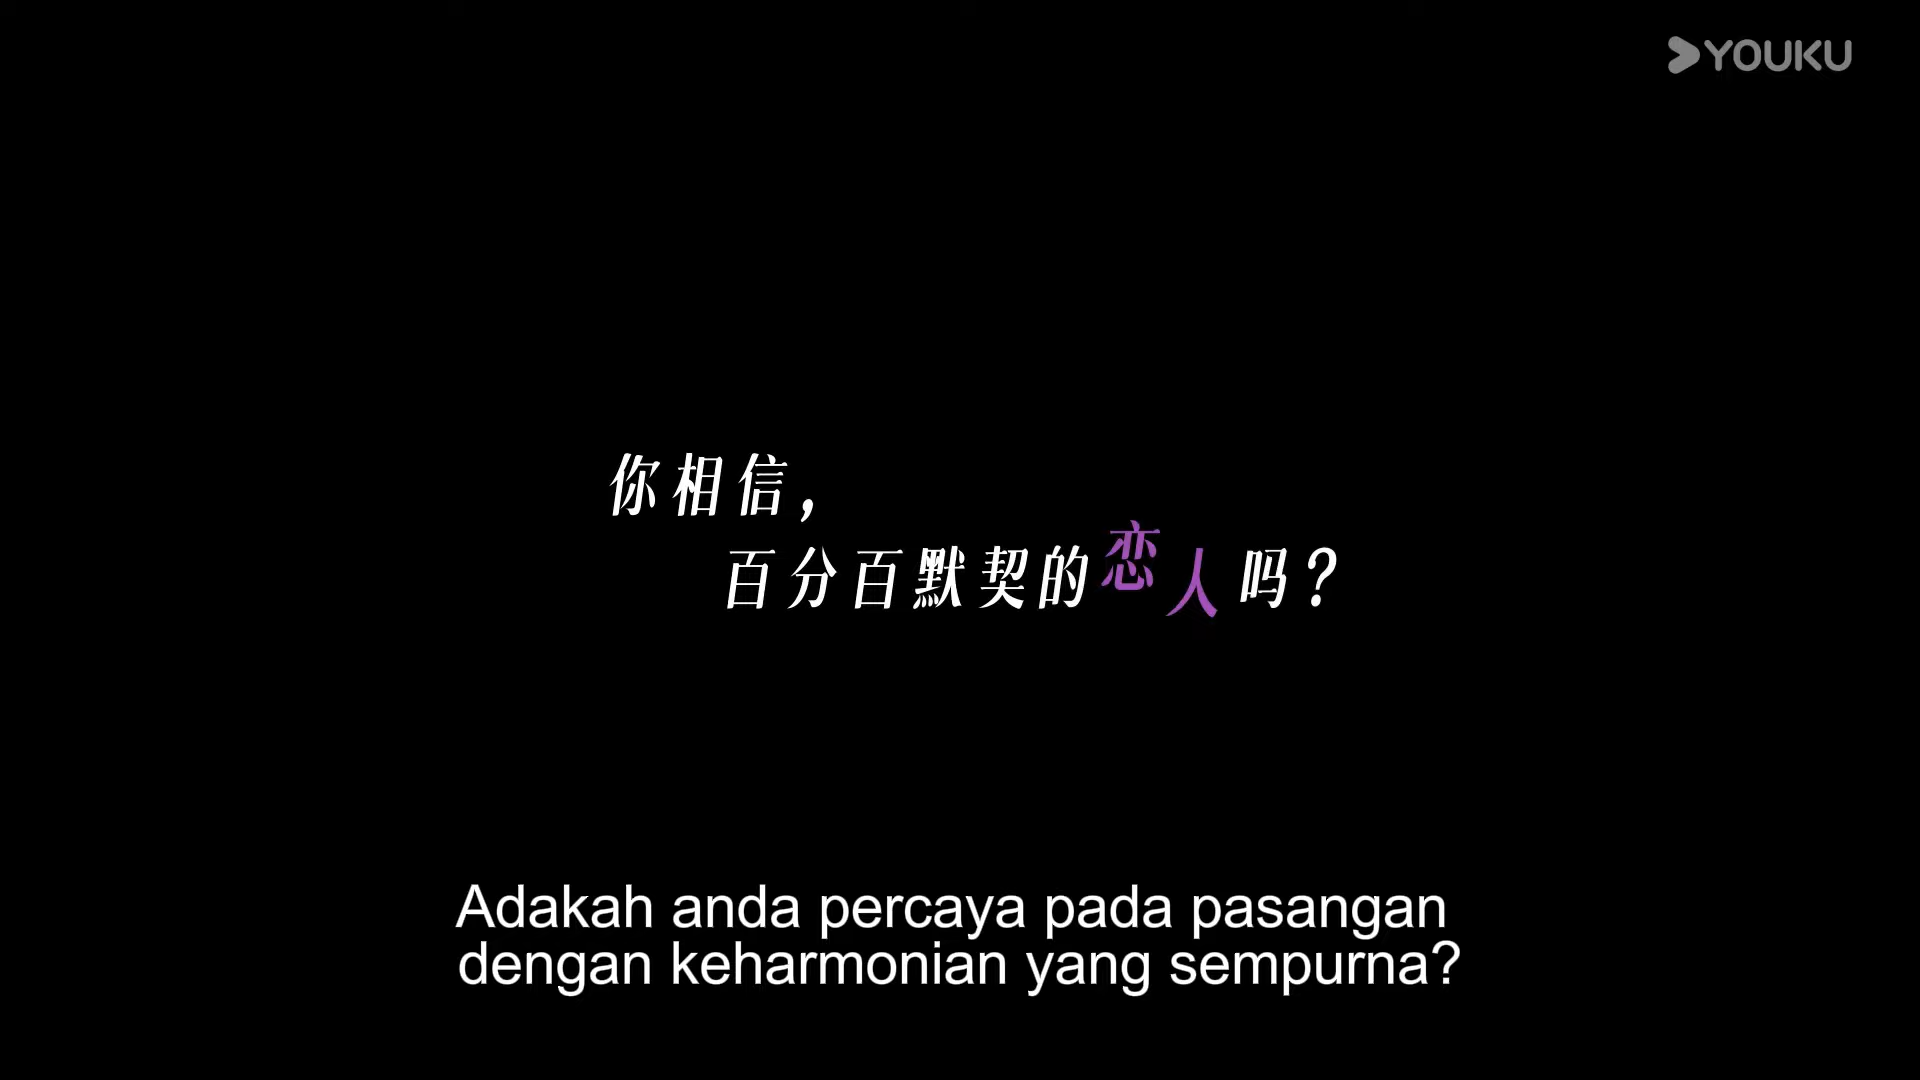 YOUKU
你相信，
百分百默契的恋人吗？
Adakah anda percaya pada pasangan
dengan keharmonian yang sempurna?